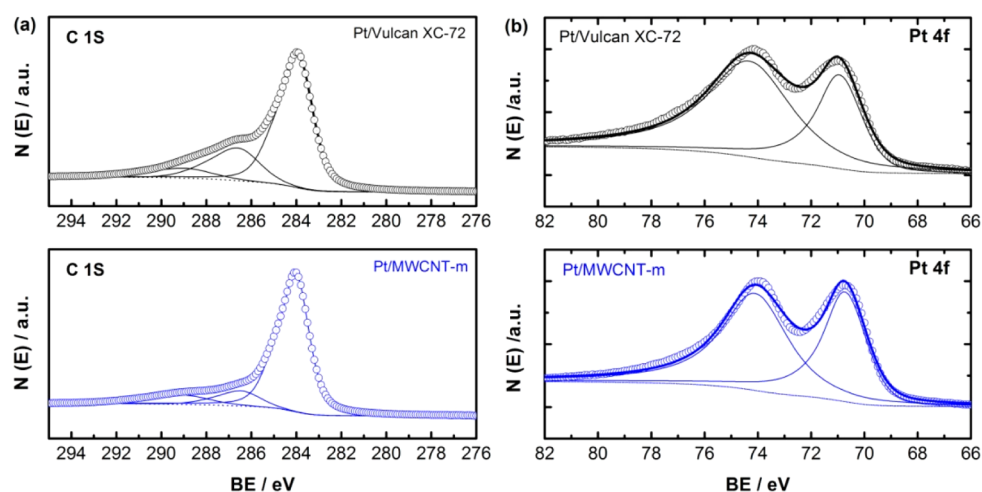 (a)
C 1S
Pt/Vulcan XC-72
N (E) / a.u.
294 292 290 288 286 284 282 280 278 276
C 1S
Pt/MWCNT-m
N (E) / a.u.
294 292 290 288 286 284 282 280 278 276
BE / eV
(b)
Pt/Vulcan XC-72
Pt 4f
N (E) /a.u.
82 80 78 76 74 72 70 68 66
Pt/MWCNT-m
Pt 4f
N (E) /a.u.
82 80 78 76 74 72 70 68 66
BE / eV